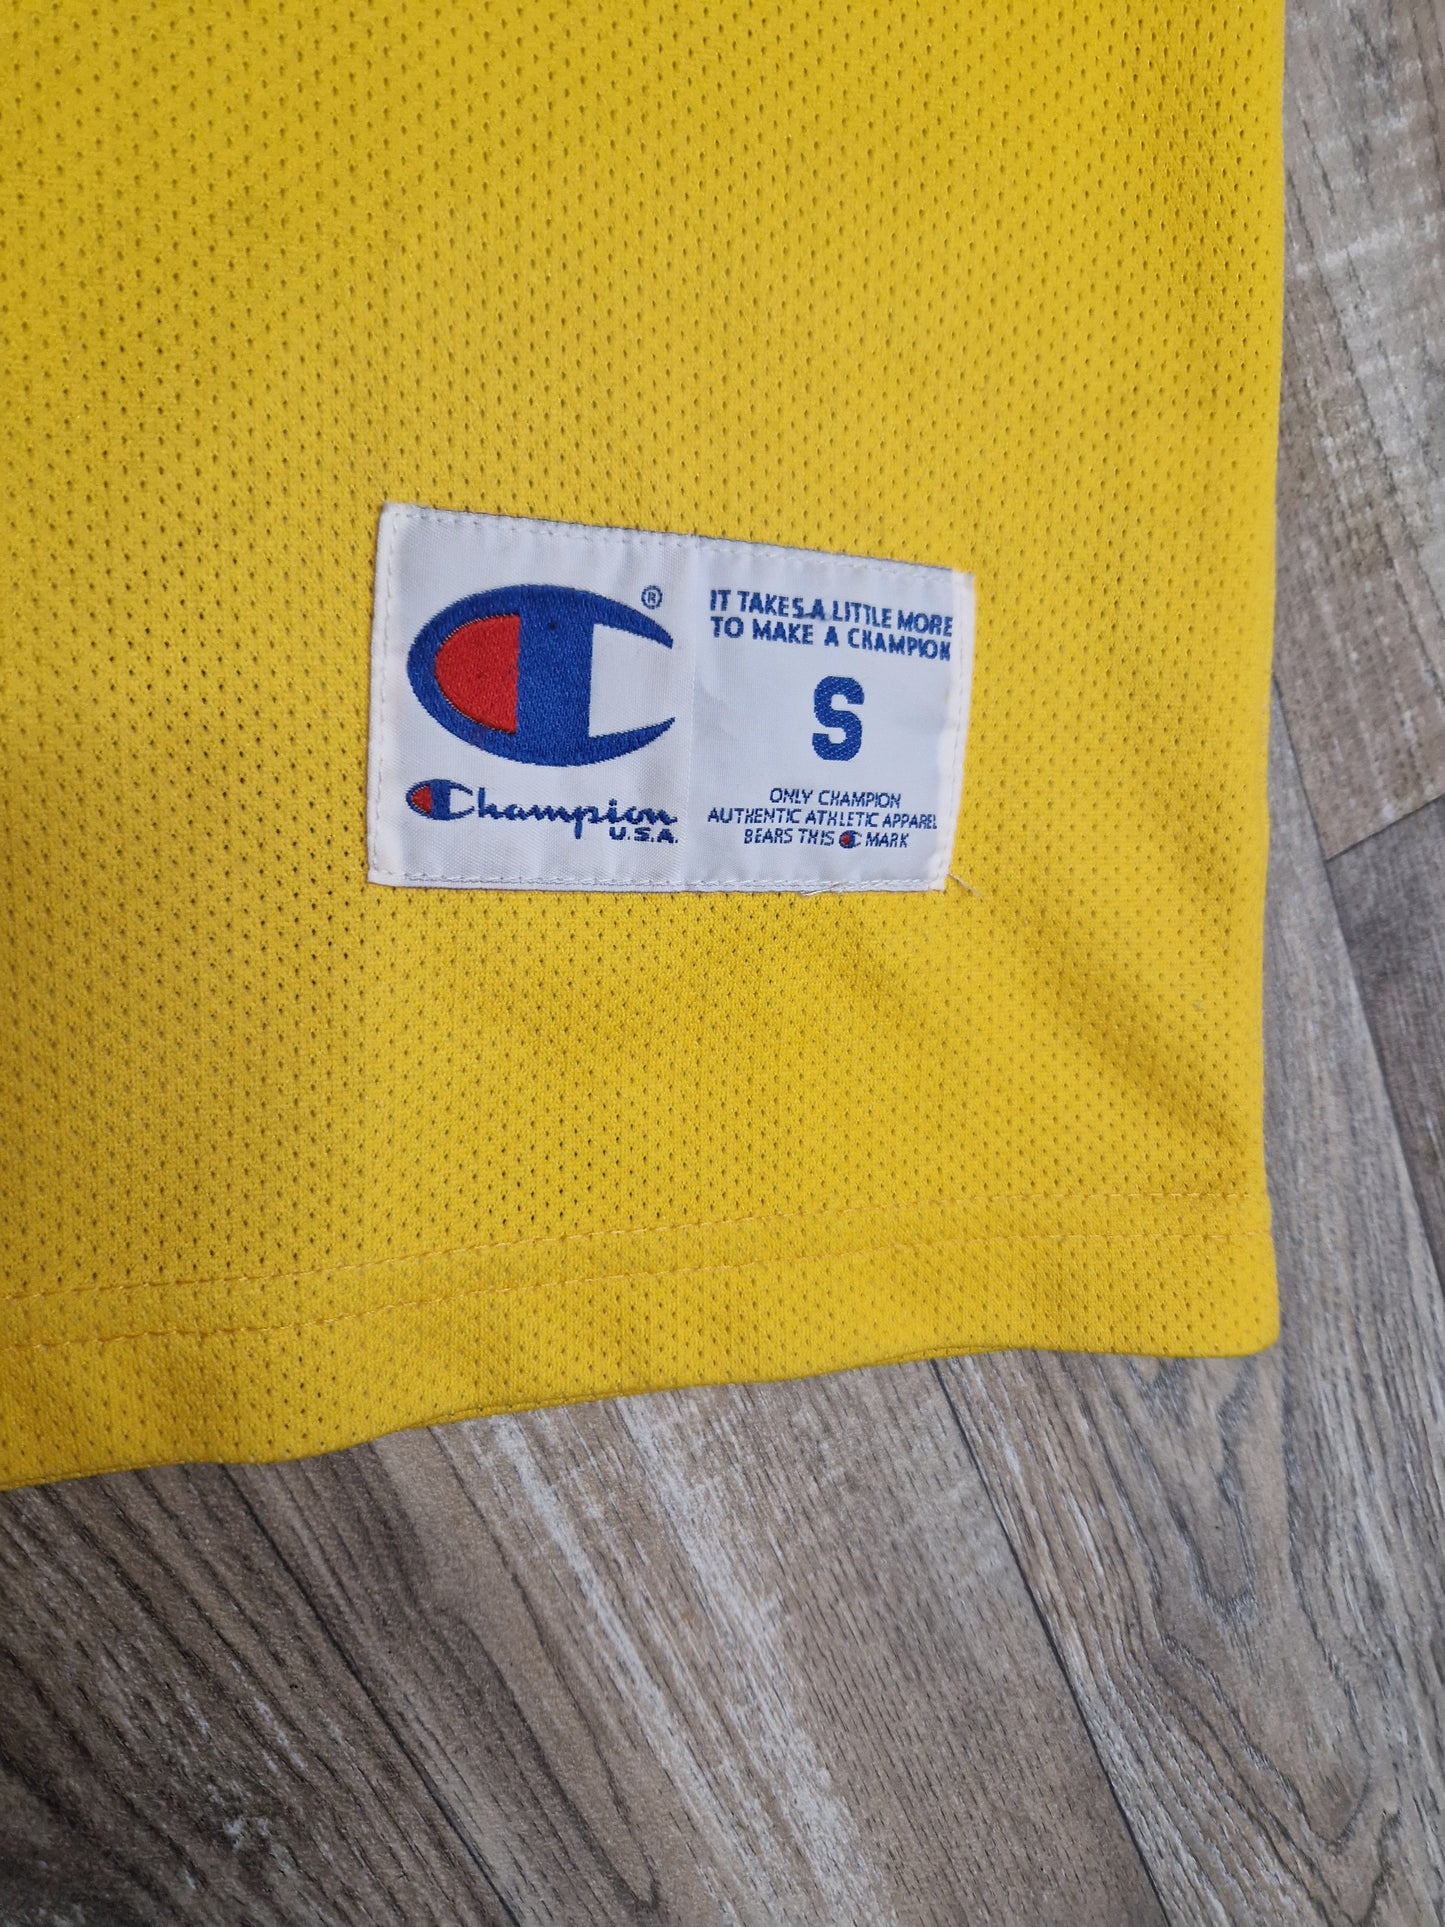 ®
Champion
U.S.A.
IT TAKES A LITTLE MORE
TO MAKE A CHAMPION
S
ONLY CHAMPION
AUTHENTIC ATHLETIC APPAREL
BEARS THIS C MARK